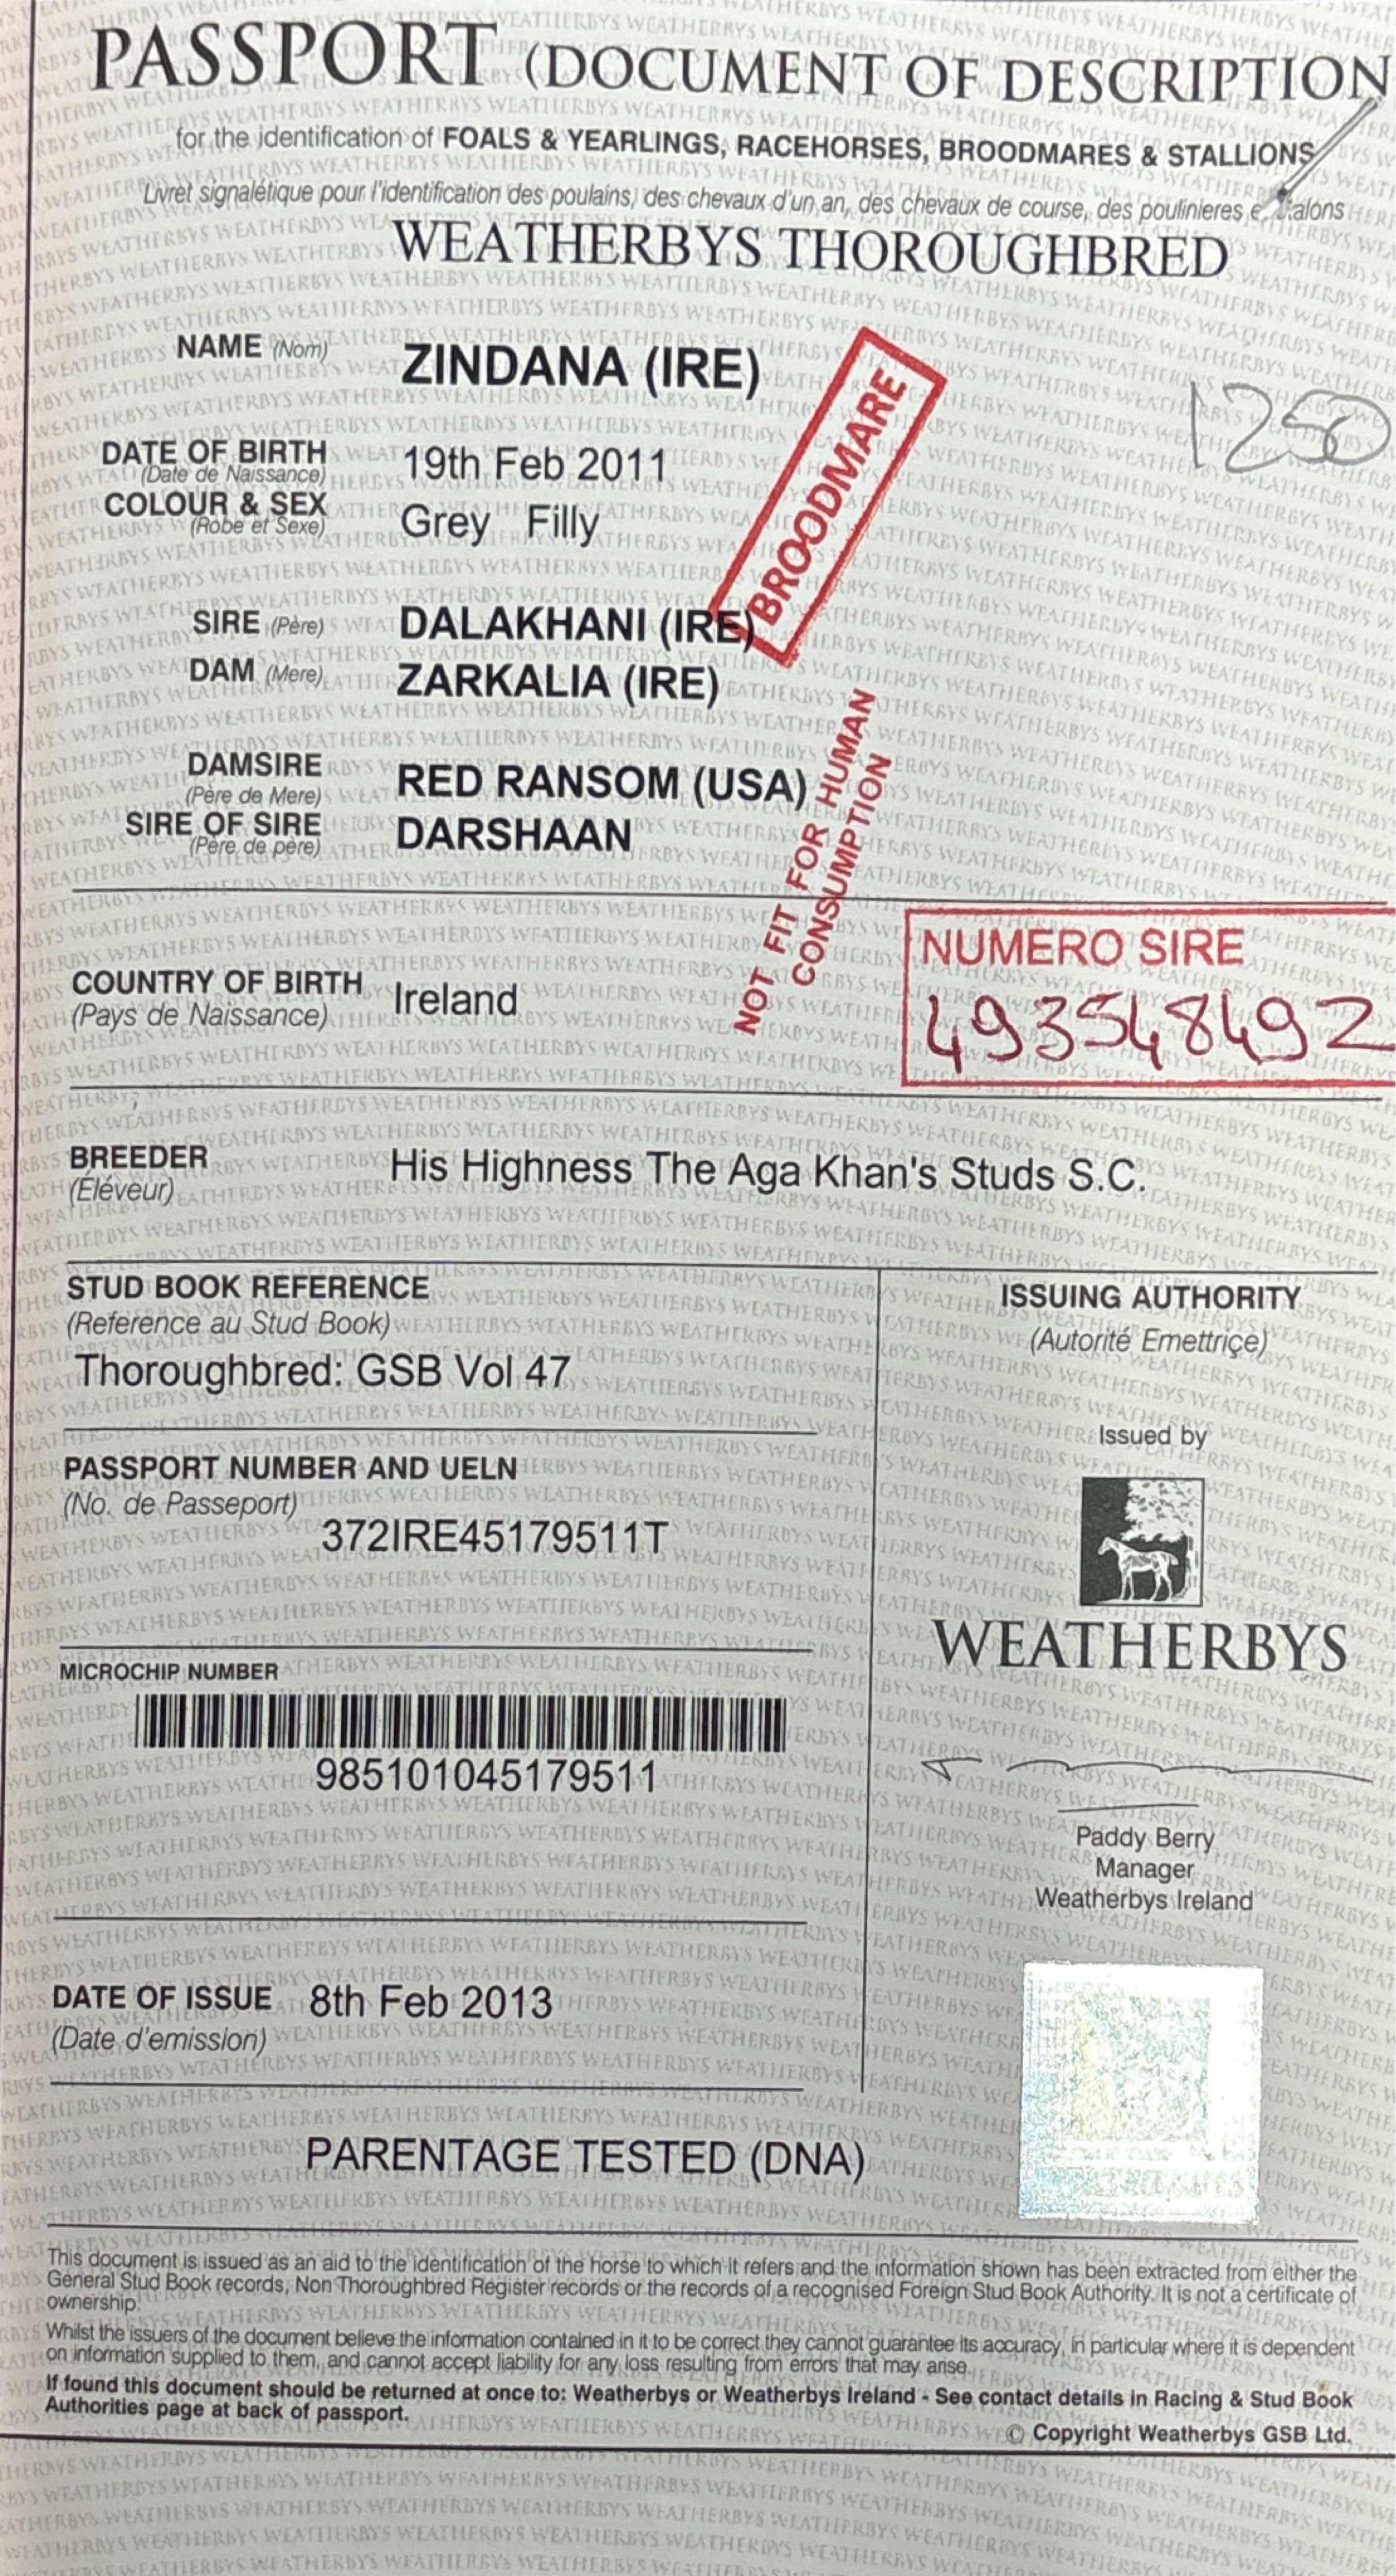 PASSPORT (DOCUMENT OF DESCRIPTION
for the identification of FOALS & YEARLINGS, RACEHORSES, BROODMARES & STALLIONS
Livret signalétique pour l'identification des poulains, des chevaux d'un an, des chevaux de course, des poulinieres
WEATHERBYS THOROUGHBRED
NAME (Nom) ZINDANA (IRE)
1250
DATE OF BIRTH 19th Feb 2011
(Date de Naissance)
COLOUR & SEX Grey Filly
(Robe et Sexe)
BROODMARE
SIRE (Père) DALAKHANI (IRE)
DAM (Mere) ZARKALIA (IRE)
DAMSIRE RED RANSOM (USA)
(Père de Mere)
SIRE OF SIRE DARSHAAN
(Père de père)
NOT FIT FOR HUMAN
CONSUMPTION
NUMERO SIRE
493548492
COUNTRY OF BIRTH Ireland
(Pays de Naissance)
BREEDER His Highness The Aga Khan's Studs S.C.
(Éléveur)
STUD BOOK REFERENCE
(Reference au Stud Book)
Thoroughbred: GSB Vol 47
ISSUING AUTHORITY
(Autorité Emettriçe)
Issued by
WEATHERBYS
Paddy Berry
Manager
Weatherbys Ireland
PASSPORT NUMBER AND UELN
(No. de Passeport)
372IRE45179511T
MICROCHIP NUMBER
985101045179511
DATE OF ISSUE 8th Feb 2013
(Date d'emission)
PARENTAGE TESTED (DNA)
This document is issued as an aid to the identification of the horse to which it refers and the information shown has been extracted from either the
General Stud Book records, Non Thoroughbred Register records or the records of a recognised Foreign Stud Book Authority. It is not a certificate of
ownership.
Whilst the issuers of the document believe the information contained in it to be correct they cannot guarantee its accuracy, in particular where it is dependent
on information supplied to them, and cannot accept liability for any loss resulting from errors that may arise.
If found this document should be returned at once to: Weatherbys or Weatherbys Ireland - See contact details in Racing & Stud Book
Authorities page at back of passport.
© Copyright Weatherbys GSB Ltd.